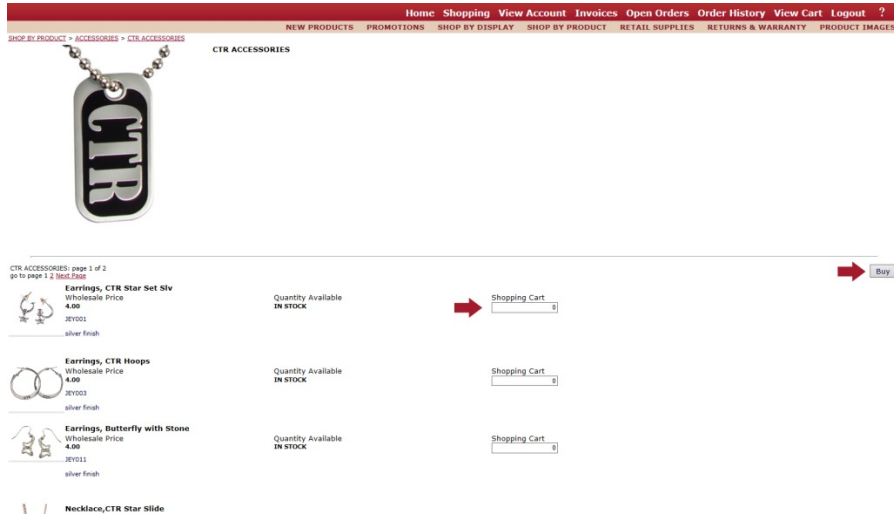 Home Shopping View Account Invoices Open Orders Order History View Cart Logout ?
NEW PRODUCTS PROMOTIONS SHOP BY DISPLAY SHOP BY PRODUCT RETAIL SUPPLIES RETURNS & WARRANTY PRODUCT IMAGES
SHOP BY PRODUCT > ACCESSORIES > CTR ACCESSORIES
CTR ACCESSORIES
CTR
CTR ACCESSORIES: page 1 of 2
go to page 1 2 Next Page
Buy
Earrings, CTR Star Set Slv
Wholesale Price Quantity Available Shopping Cart
4.00 IN STOCK 0
JEY001
silver finish
Earrings, CTR Hoops
Wholesale Price Quantity Available Shopping Cart
4.00 IN STOCK 0
JEY003
silver finish
Earrings, Butterfly with Stone
Wholesale Price Quantity Available Shopping Cart
4.00 IN STOCK 0
JEY011
silver finish
Necklace,CTR Star Slide